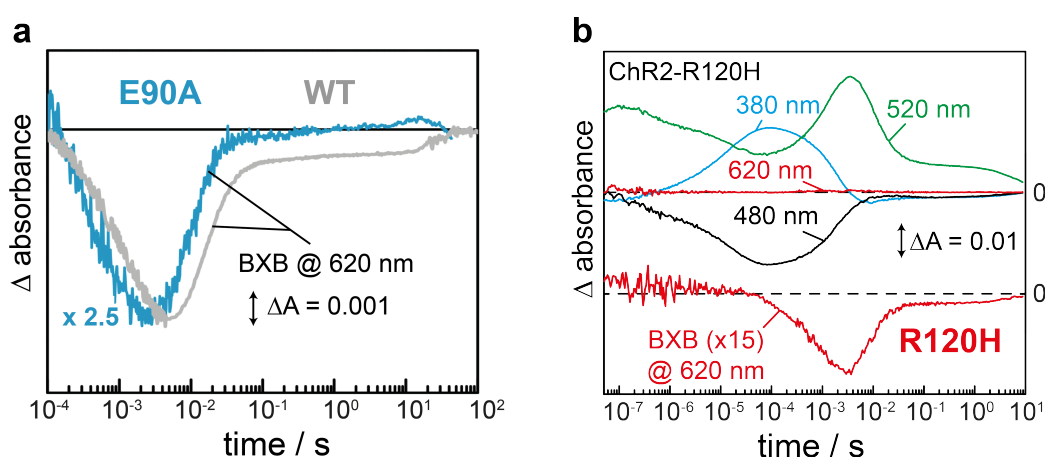 a
E90A WT
BXB @ 620 nm
ΔA = 0.001
x 2.5
Δ absorbance
10⁻⁴ 10⁻³ 10⁻² 10⁻¹ 10⁰ 10¹ 10²
time / s
b
ChR2-R120H
380 nm
520 nm
620 nm
0
480 nm
ΔA = 0.01
0
BXB (x15)
@ 620 nm
R120H
Δ absorbance
10⁻⁷ 10⁻⁶ 10⁻⁵ 10⁻⁴ 10⁻³ 10⁻² 10⁻¹ 10⁰ 10¹
time / s